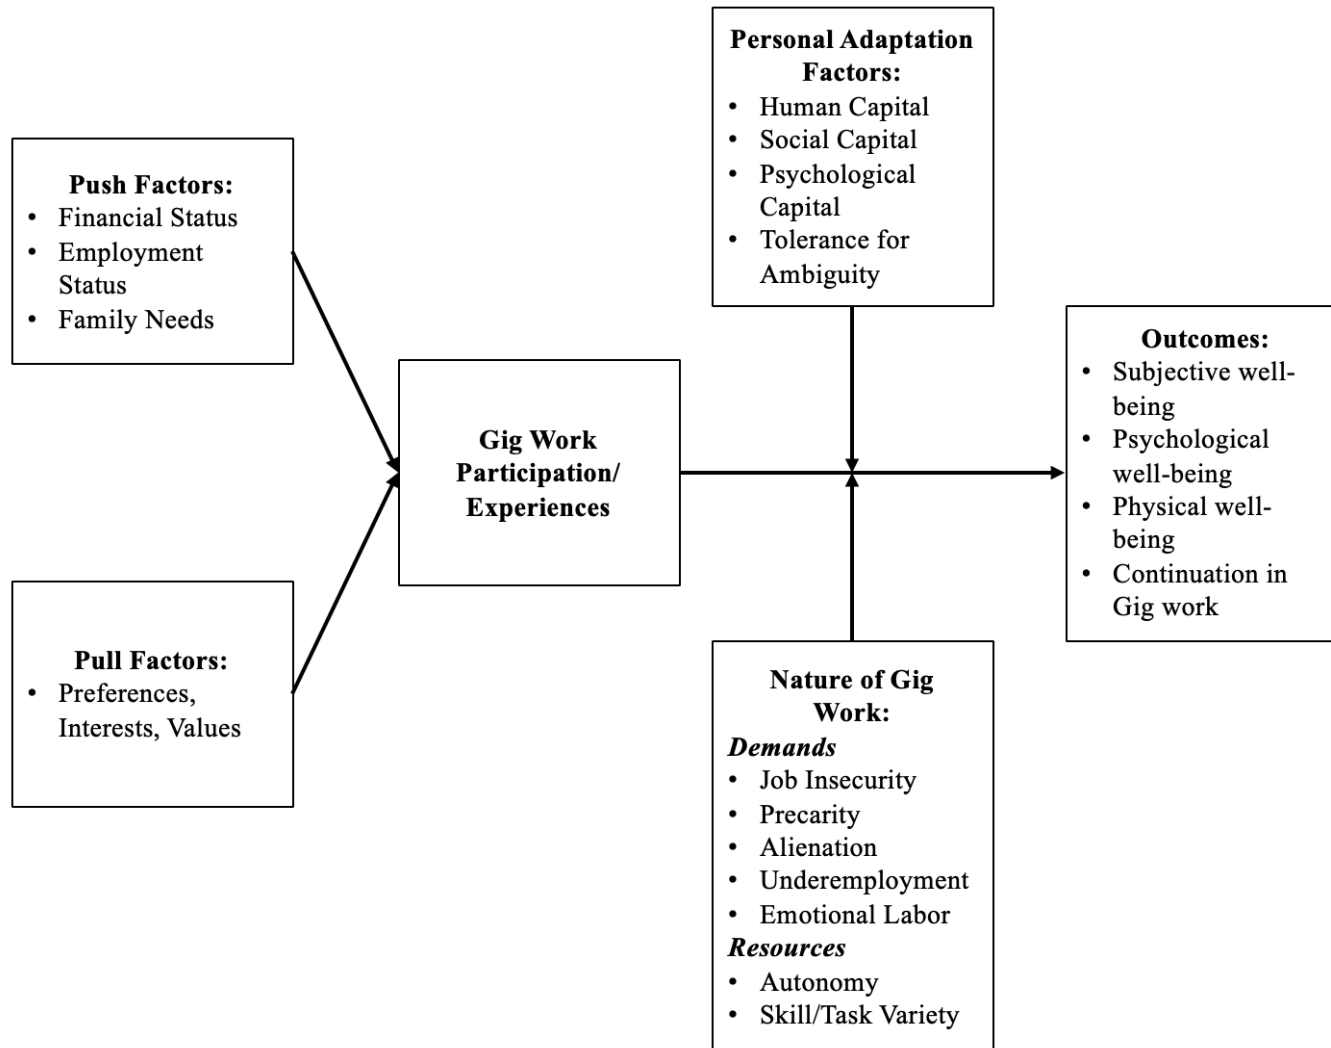 Personal Adaptation
Factors:
• Human Capital
• Social Capital
• Psychological
Capital
• Tolerance for
Ambiguity
Push Factors:
• Financial Status
• Employment
Status
• Family Needs
Gig Work
Participation/
Experiences
Outcomes:
• Subjective well-
being
• Psychological
well-being
• Physical well-
being
• Continuation in
Gig work
Pull Factors:
• Preferences,
Interests, Values
Nature of Gig
Work:
Demands
• Job Insecurity
• Precarity
• Alienation
• Underemployment
• Emotional Labor
Resources
• Autonomy
• Skill/Task Variety